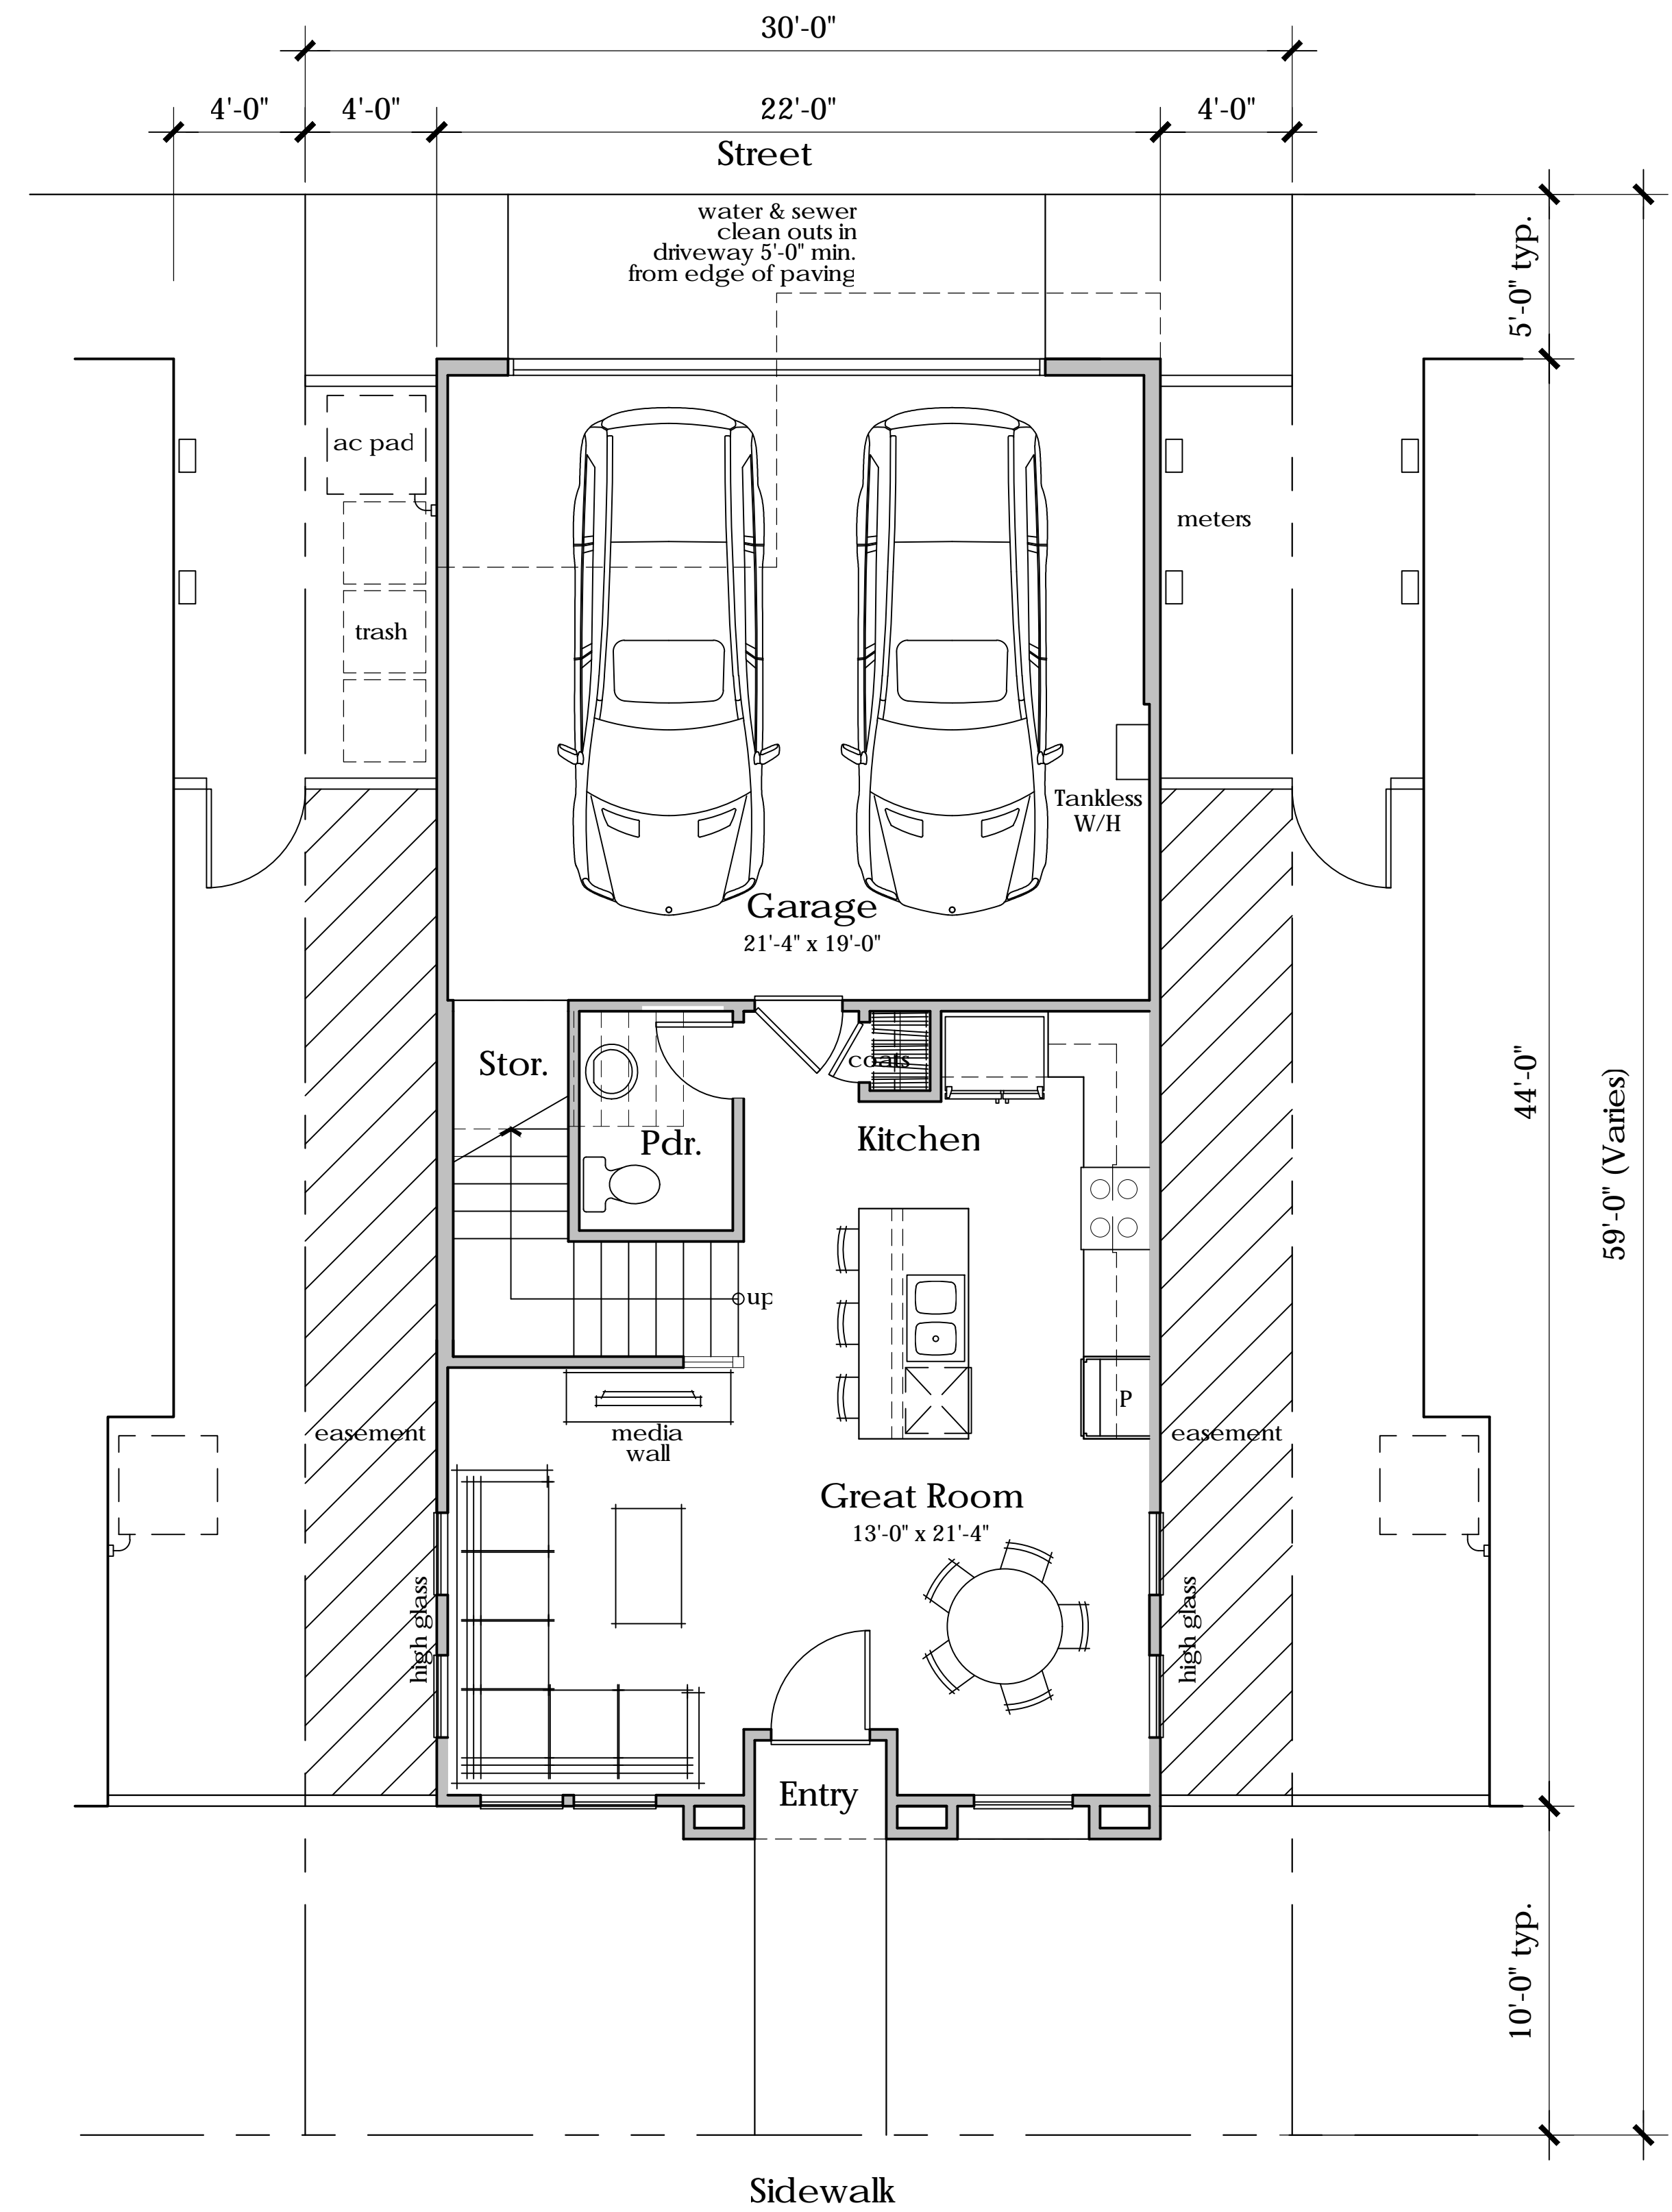 30'-0"
4'-0"
4'-0"
22'-0"
4'-0"
Street
water & sewer
clean outs in
driveway 5'-0" min.
from edge of paving
5'-0" typ.
ac pad
meters
trash
Tankless
W/H
Garage
21'-4" x 19'-0"
Stor.
coats
Pdr.
Kitchen
44'-0"
59'-0" (Varies)
up
P
easement
media
wall
easement
Great Room
13'-0" x 21'-4"
high glass
high glass
Entry
10'-0" typ.
Sidewalk